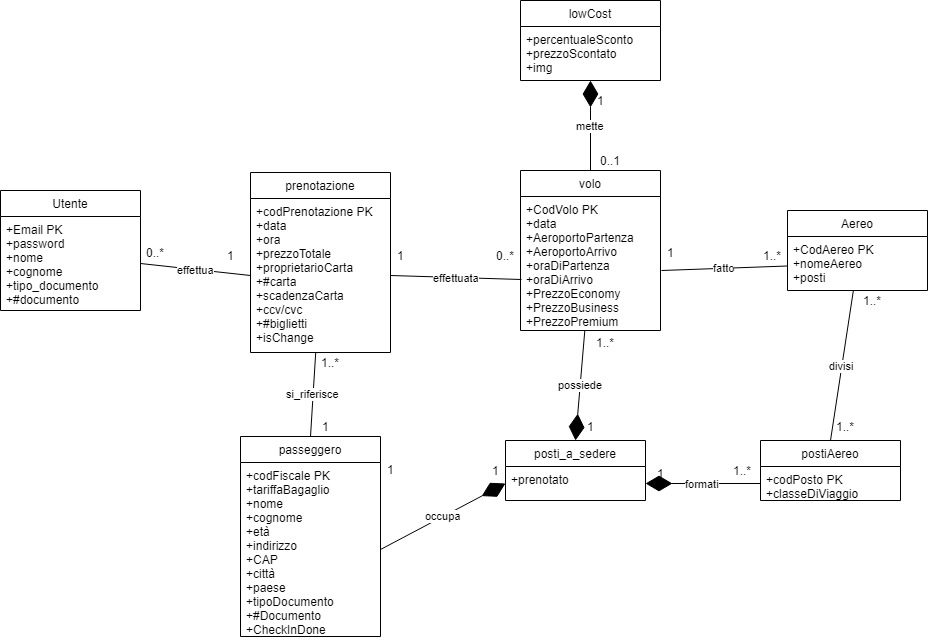 lowCost
+percentualeSconto
+prezzoScontato
+img
1
mette
0..1
volo
+CodVolo PK
+data
+AeroportoPartenza
+AeroportoArrivo
+oraDiPartenza
+oraDiArrivo
+PrezzoEconomy
+PrezzoBusiness
+PrezzoPremium
prenotazione
+codPrenotazione PK
+data
+ora
+prezzoTotale
+proprietarioCarta
+#carta
+scadenzaCarta
+ccv/cvc
+#biglietti
+isChange
Utente
+Email PK
+password
+nome
+cognome
+tipo_documento
+#documento
0..*
effettua
1
1
effettuata
0..*
1
fatto
1..*
Aereo
+CodAereo PK
+nomeAereo
+posti
1..*
divisi
1..*
1..*
possiede
1
1..*
si_riferisce
1
passeggero
+codFiscale PK
+tariffaBagaglio
+nome
+cognome
+età
+indirizzo
+CAP
+città
+paese
+tipoDocumento
+#Documento
+CheckInDone
1
occupa
1
posti_a_sedere
+prenotato
1
formati
1..*
postiAereo
+codPosto PK
+classeDiViaggio